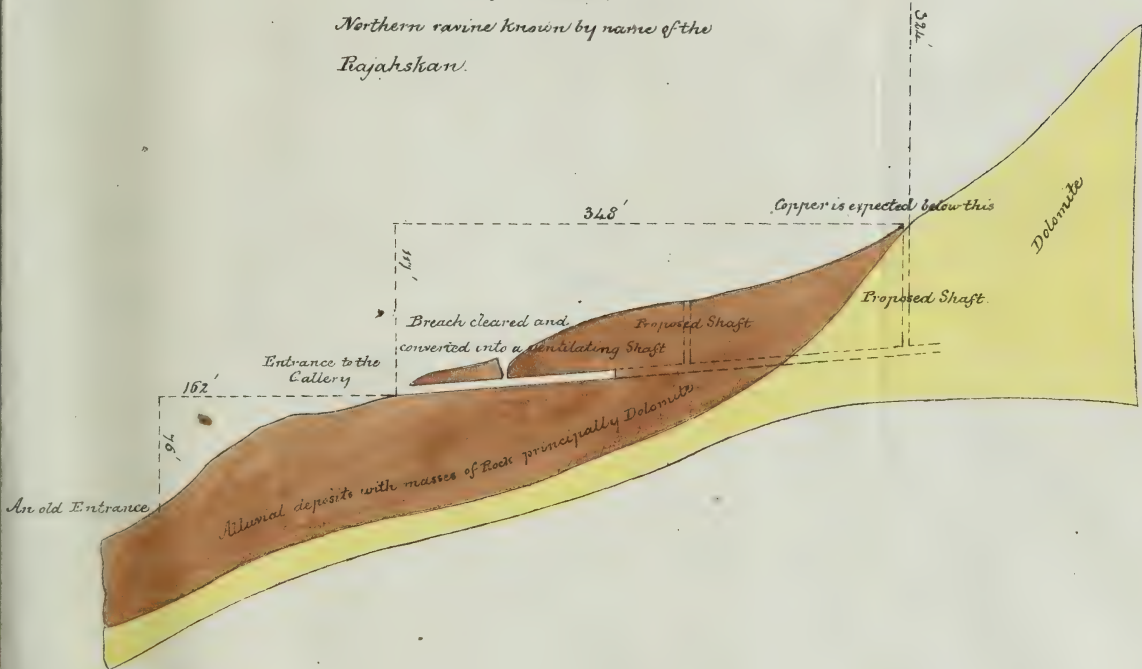 Northern ravine known by name of the
Rajahskan.
324'
348'
Copper is expected below this
117'
Dolomite
Proposed Shaft.
Breach cleared and
converted into a ventilating Shaft
Proposed Shaft
Entrance to the
Gallery
162'
76'
Alluvial deposits with masses of Rock principally Dolomite.
An old Entrance